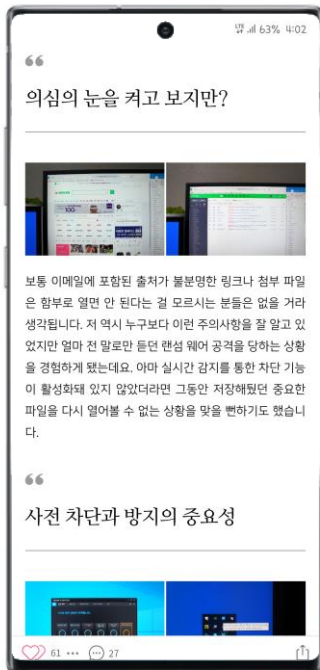 LTE 63% 4:02
의심의 눈을 켜고 보지만?
보통 이메일에 포함된 출처가 불분명한 링크나 첨부 파일
은 함부로 열면 안 된다는 걸 모르시는 분들은 없을 거라
생각됩니다. 저 역시 누구보다 이런 주의사항을 잘 알고 있
었지만 얼마 전 말로만 듣던 랜섬 웨어 공격을 당하는 상황
을 경험하게 됐는데요. 아마 실시간 감지를 통한 차단 기능
이 활성화돼 있지 않았더라면 그동안 저장해뒀던 중요한
파일을 다시 열어볼 수 없는 상황을 맞을 뻔하기도 했습니
다.
사전 차단과 방지의 중요성
61 ••• 27